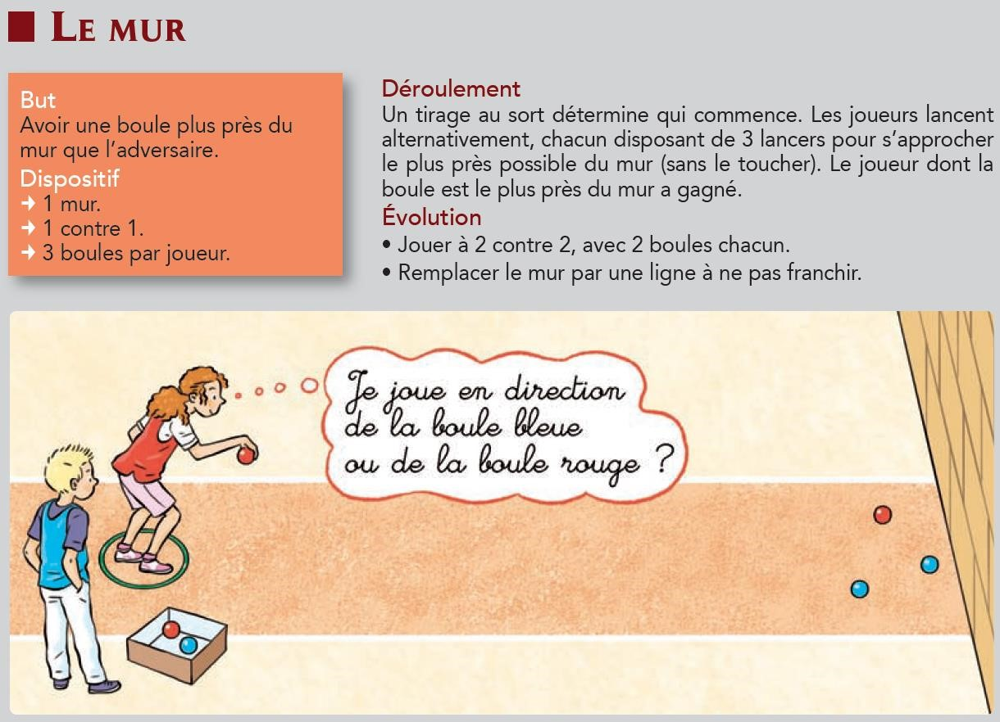 LE MUR
But
Avoir une boule plus près du
mur que l’adversaire.
Dispositif
➔ 1 mur.
➔ 1 contre 1.
➔ 3 boules par joueur.
Déroulement
Un tirage au sort détermine qui commence. Les joueurs lancent
alternativement, chacun disposant de 3 lancers pour s’approcher
le plus près possible du mur (sans le toucher). Le joueur dont la
boule est le plus près du mur a gagné.
Évolution
• Jouer à 2 contre 2, avec 2 boules chacun.
• Remplacer le mur par une ligne à ne pas franchir.
Je joue en direction
de la boule bleue
ou de la boule rouge ?